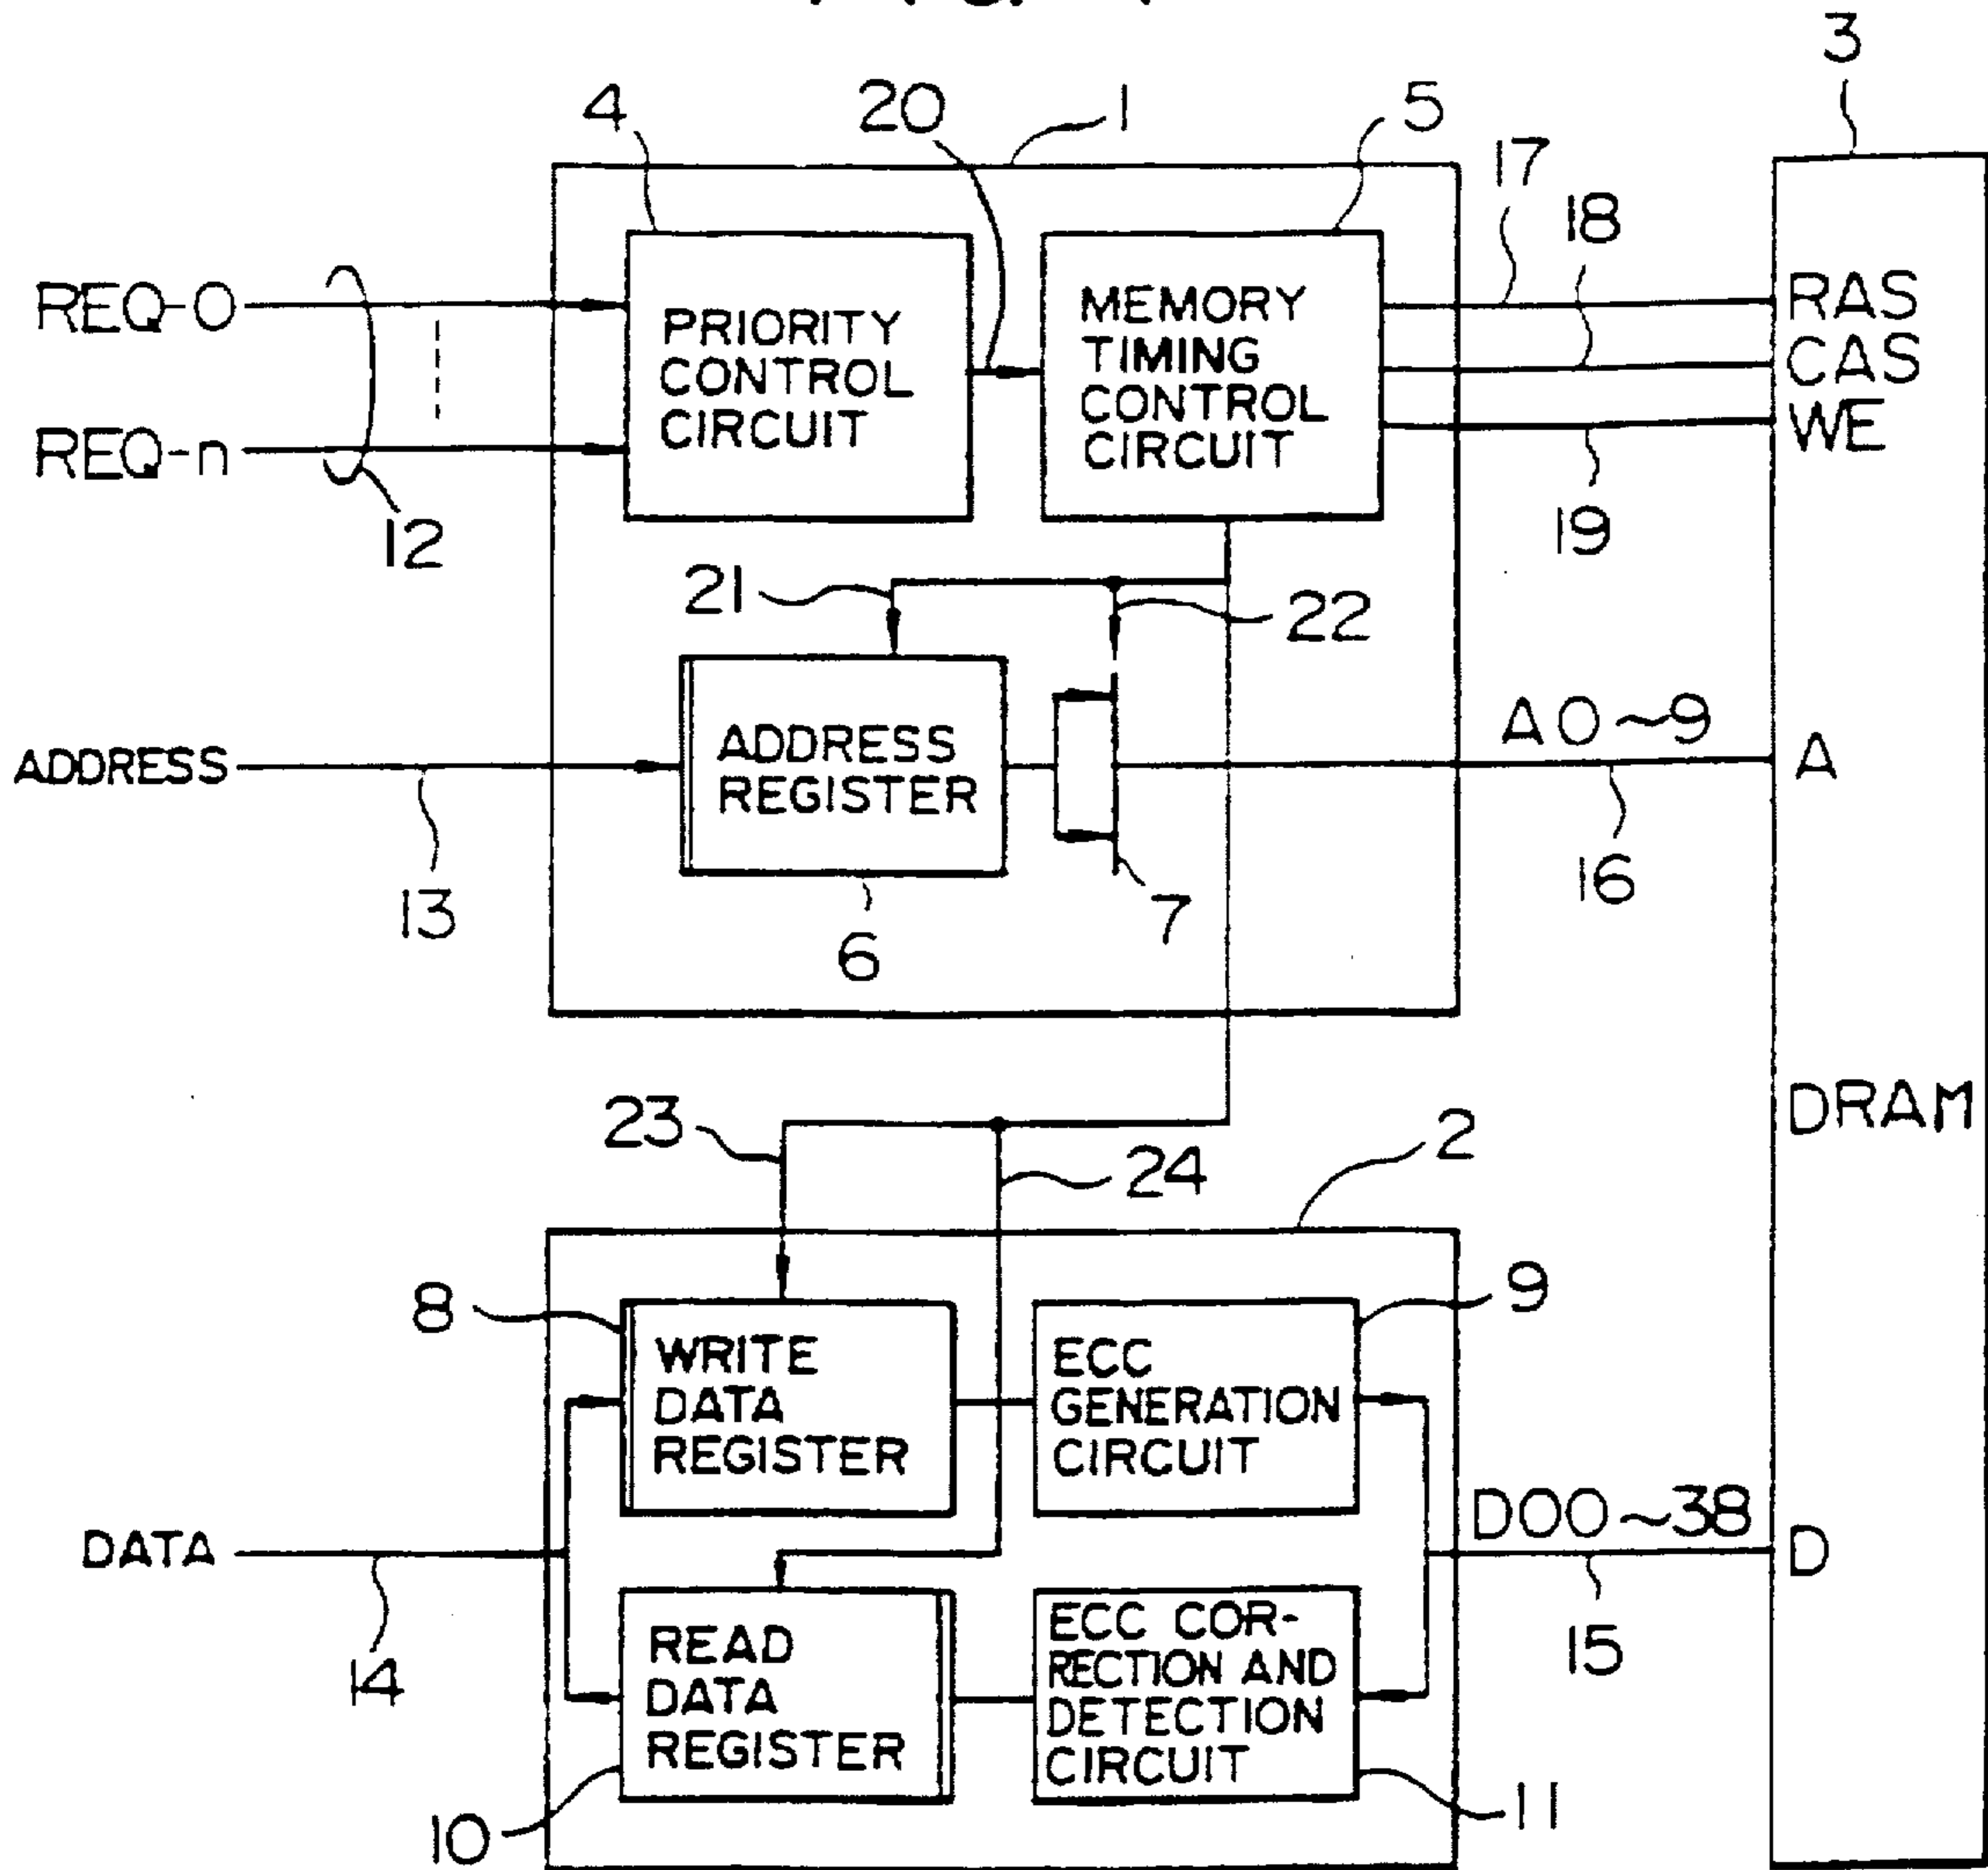 3
4
20
1
5
17
18
REQ-0
REQ-n
12
PRIORITY
CONTROL
CIRCUIT
MEMORY
TIMING
CONTROL
CIRCUIT
RAS
CAS
WE
19
21
22
ADDRESS
13
ADDRESS
REGISTER
6
7
A0~9
16
A
DRAM
23
24
2
8
9
WRITE
DATA
REGISTER
ECC
GENERATION
CIRCUIT
DATA
14
D00~38
15
D
READ
DATA
REGISTER
ECC COR-
RECTION AND
DETECTION
CIRCUIT
10
11